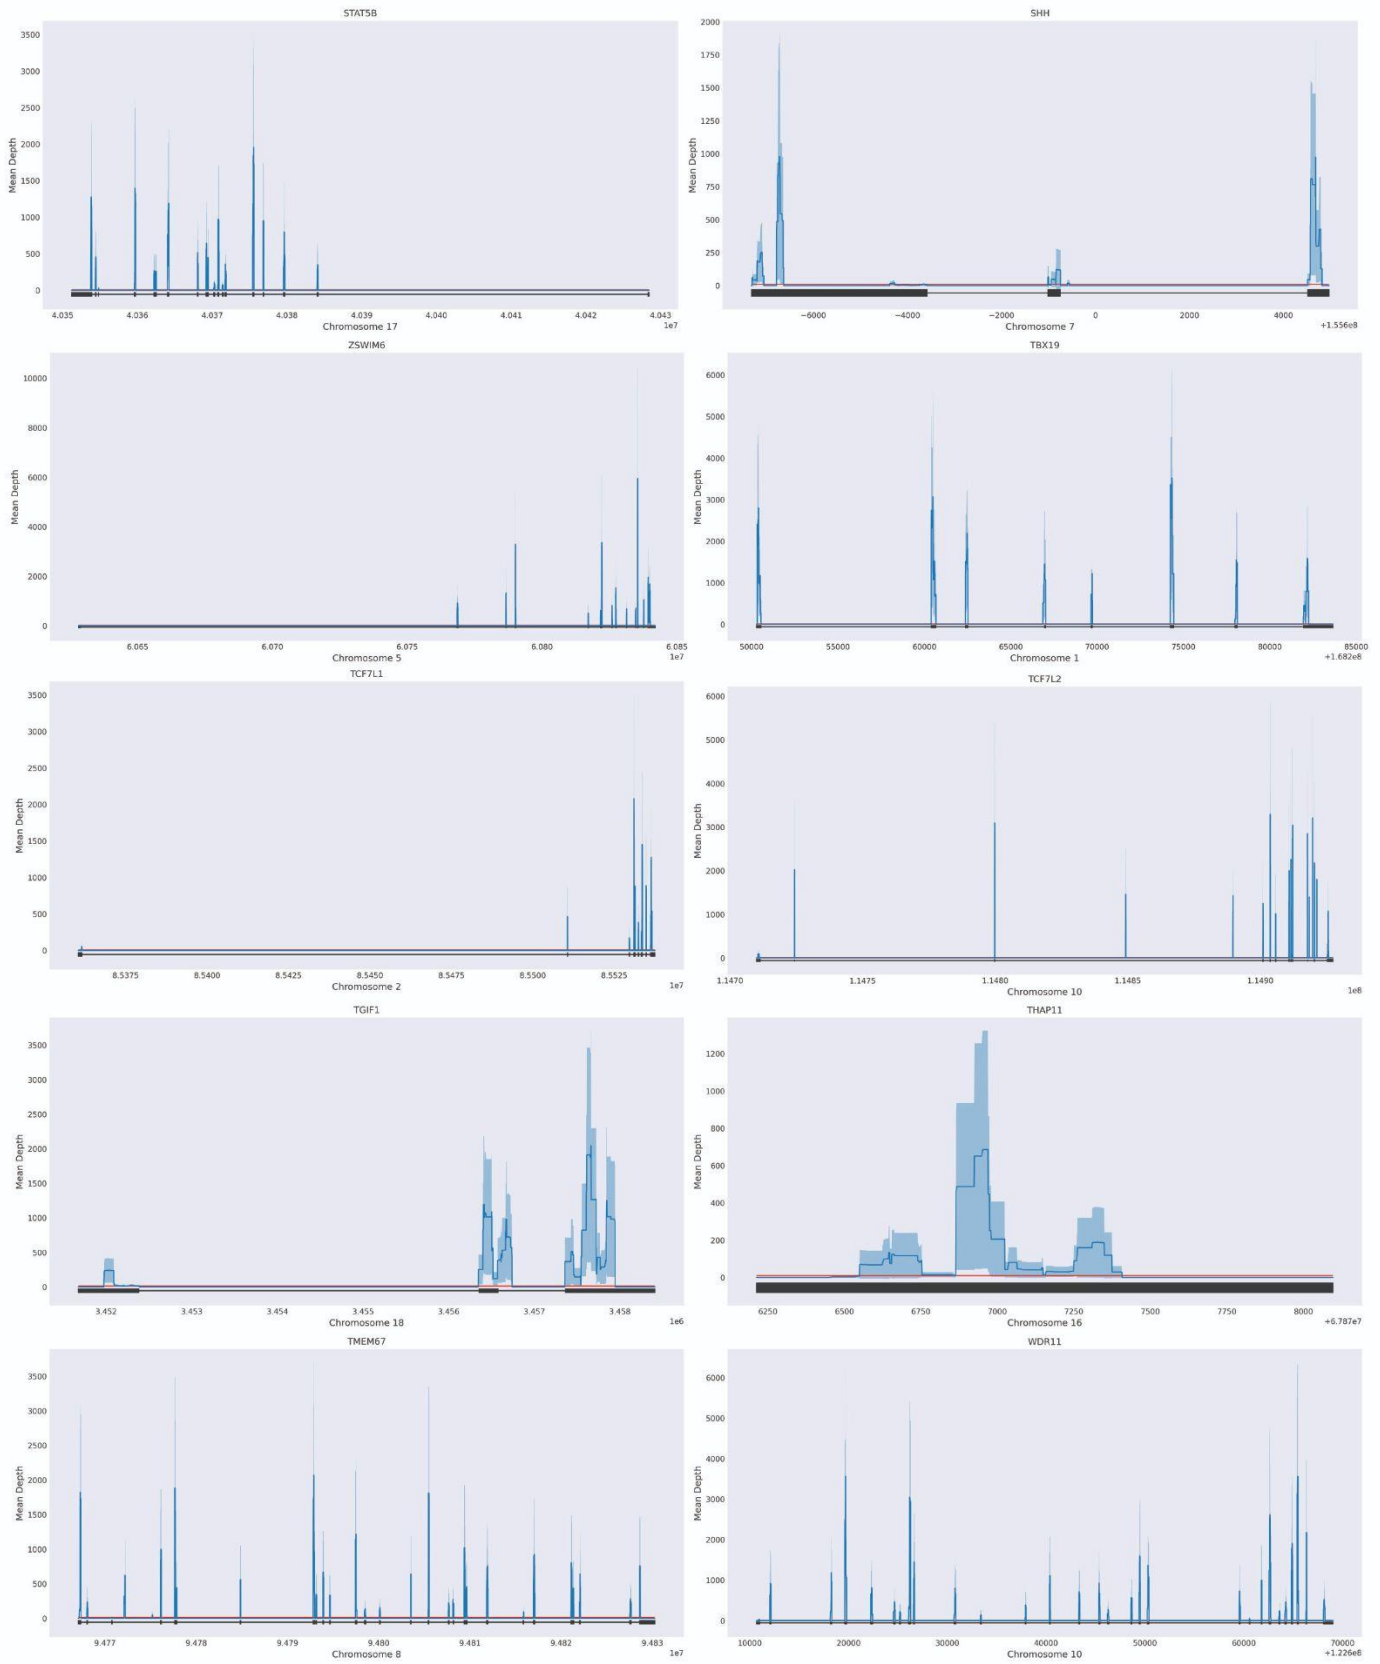 STAT5B
Mean Depth
3500
3000
2500
2000
1500
1000
500
0
4.035 4.036 4.037 4.038 4.039 4.040 4.041 4.042 4.043
Chromosome 17
1e7
SHH
Mean Depth
2000
1750
1500
1250
1000
750
500
250
0
−6000 −4000 −2000 0 2000 4000
Chromosome 7
+1.556e8
ZSWIM6
Mean Depth
10000
8000
6000
4000
2000
0
6.065 6.070 6.075 6.080 6.085
Chromosome 5
1e7
TBX19
Mean Depth
6000
5000
4000
3000
2000
1000
0
50000 55000 60000 65000 70000 75000 80000 85000
Chromosome 1
+1.682e8
TCF7L1
Mean Depth
3500
3000
2500
2000
1500
1000
500
0
8.5375 8.5400 8.5425 8.5450 8.5475 8.5500 8.5525
Chromosome 2
1e7
TCF7L2
Mean Depth
6000
5000
4000
3000
2000
1000
0
1.1470 1.1475 1.1480 1.1485 1.1490
Chromosome 10
1e8
TGIF1
Mean Depth
3500
3000
2500
2000
1500
1000
500
0
3.452 3.453 3.454 3.455 3.456 3.457 3.458
Chromosome 18
1e6
THAP11
Mean Depth
1200
1000
800
600
400
200
0
6250 6500 6750 7000 7250 7500 7750 8000
Chromosome 16
+6.787e7
TMEM67
Mean Depth
3500
3000
2500
2000
1500
1000
500
0
9.477 9.478 9.479 9.480 9.481 9.482 9.483
Chromosome 8
1e7
WDR11
Mean Depth
6000
5000
4000
3000
2000
1000
0
10000 20000 30000 40000 50000 60000 70000
Chromosome 10
+1.226e8